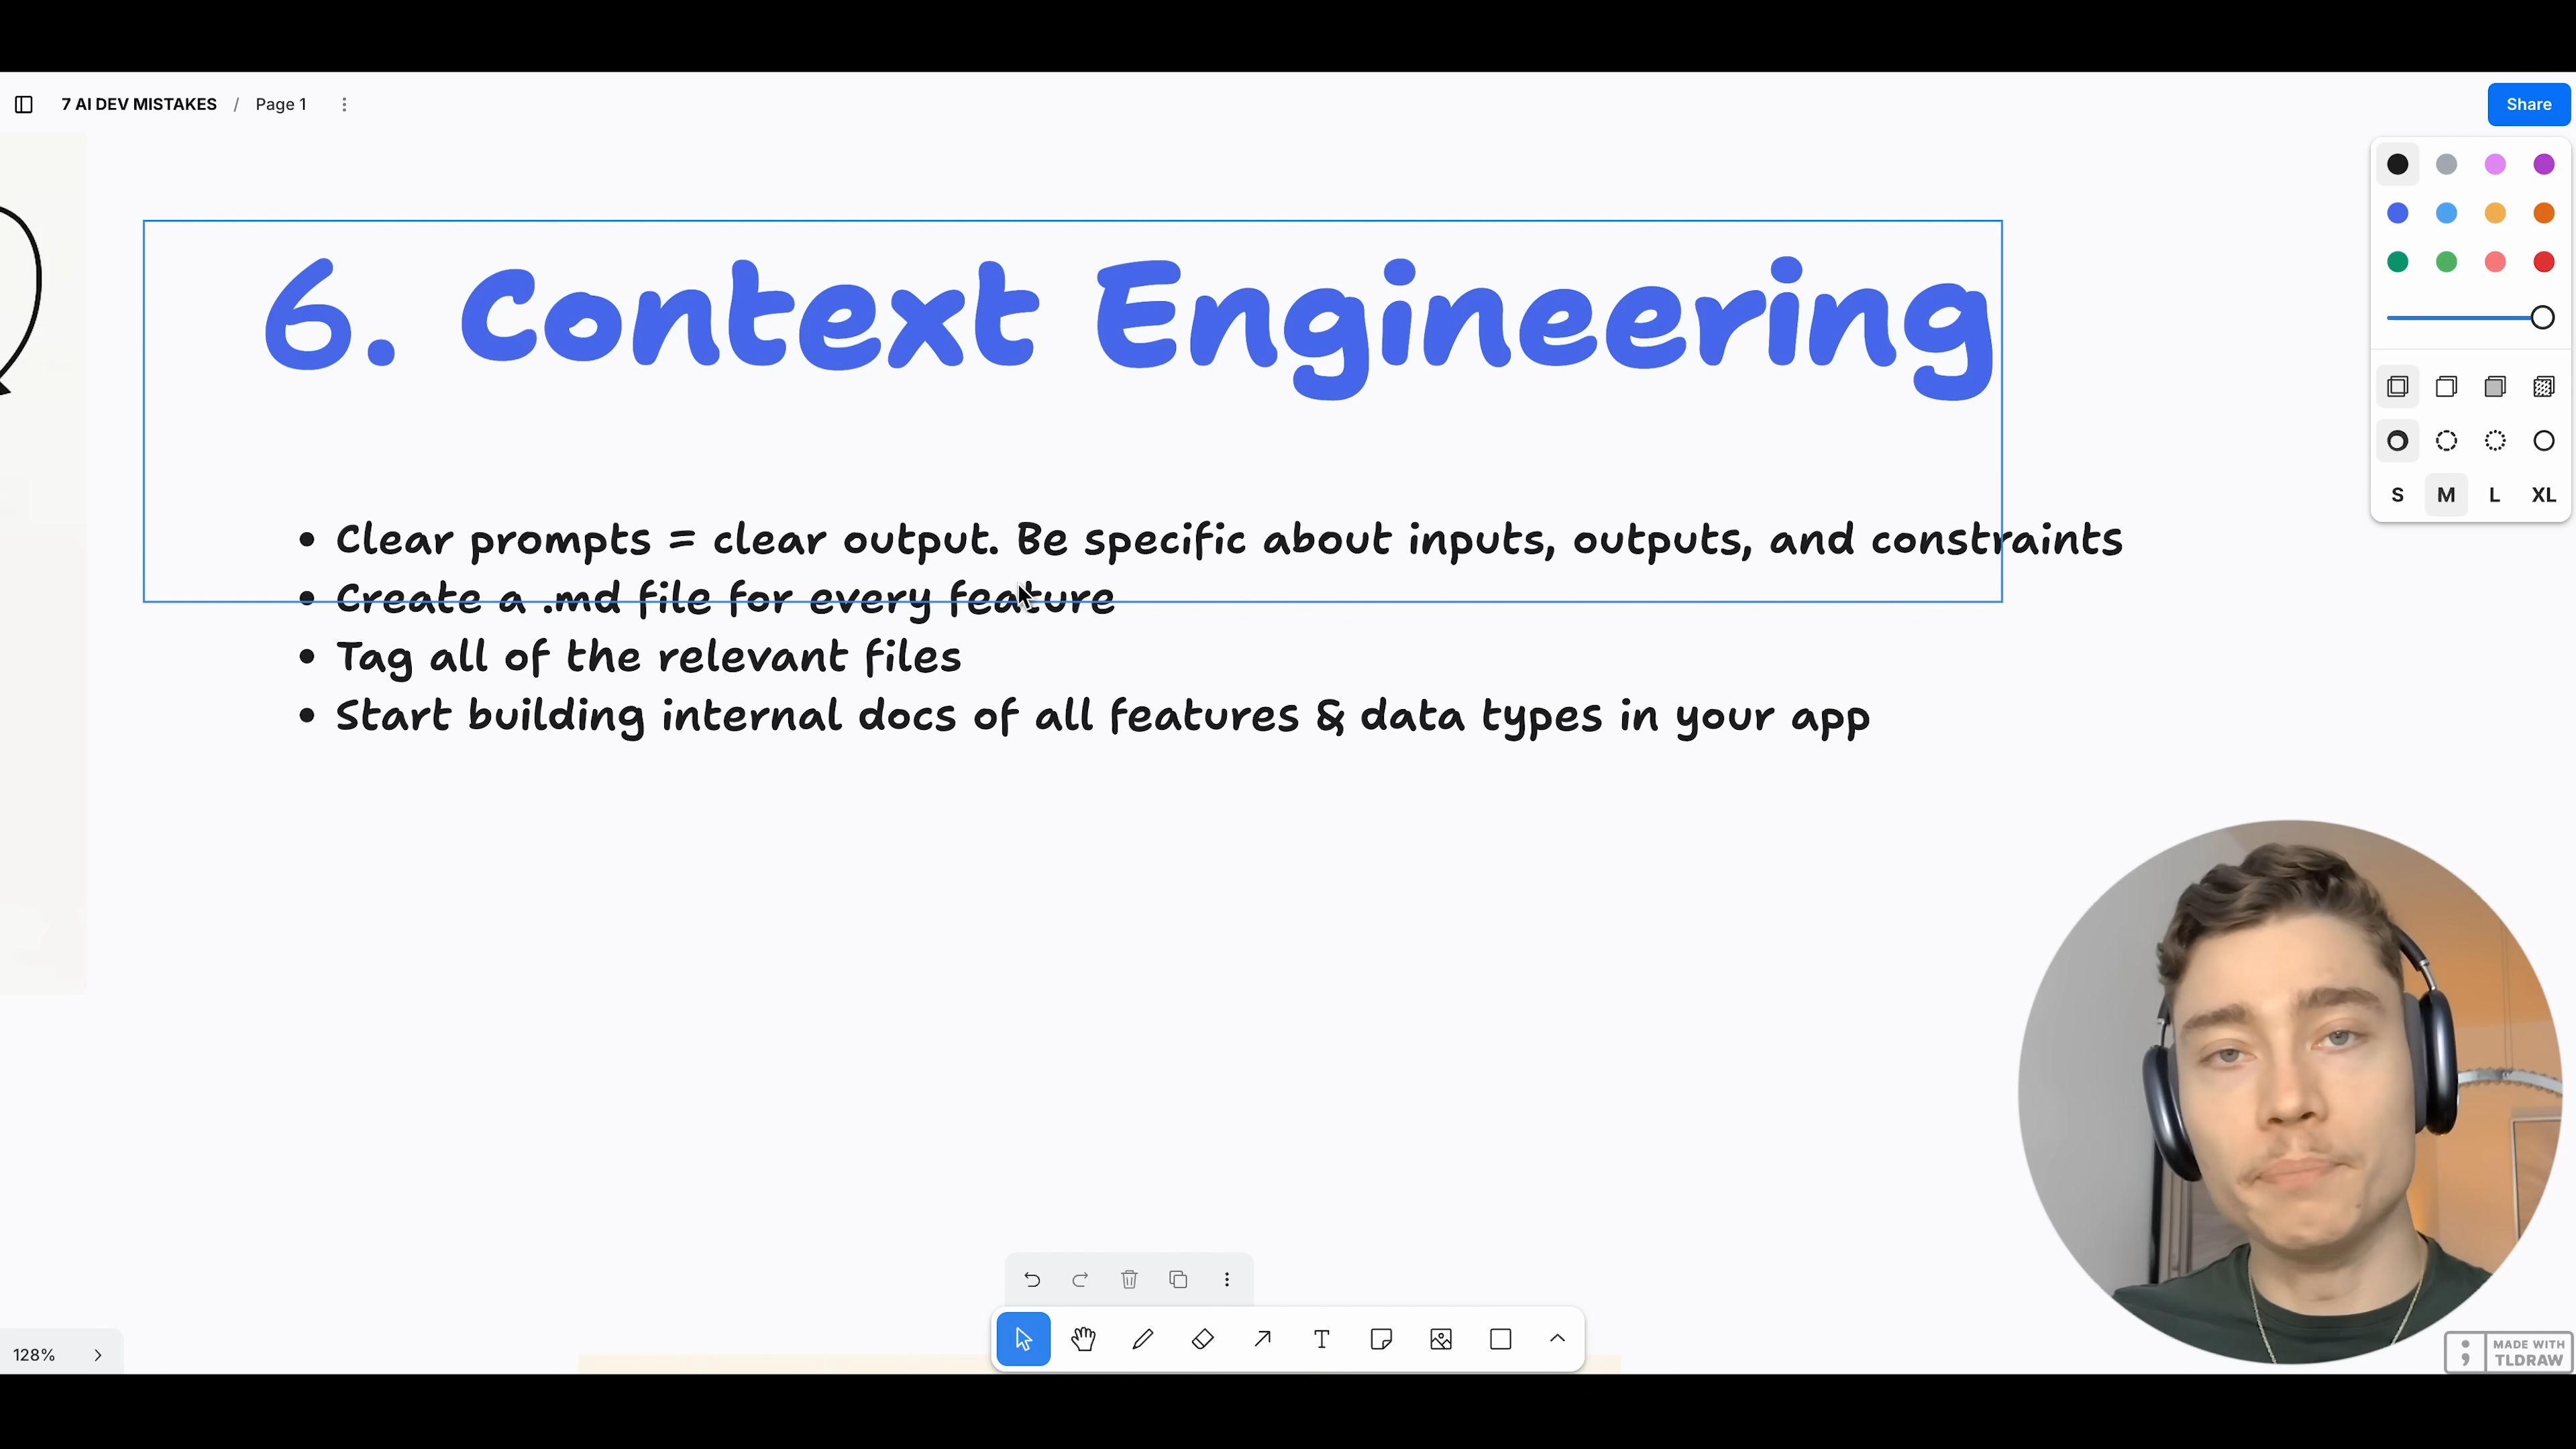 7 AI DEV MISTAKES / Page 1
Share
6. Context Engineering
• Clear prompts = clear output. Be specific about inputs, outputs, and constraints
• Create a .md file for every feature
• Tag all of the relevant files
• Start building internal docs of all features & data types in your app
S M L XL
128%
MADE WITH
TLDRAW